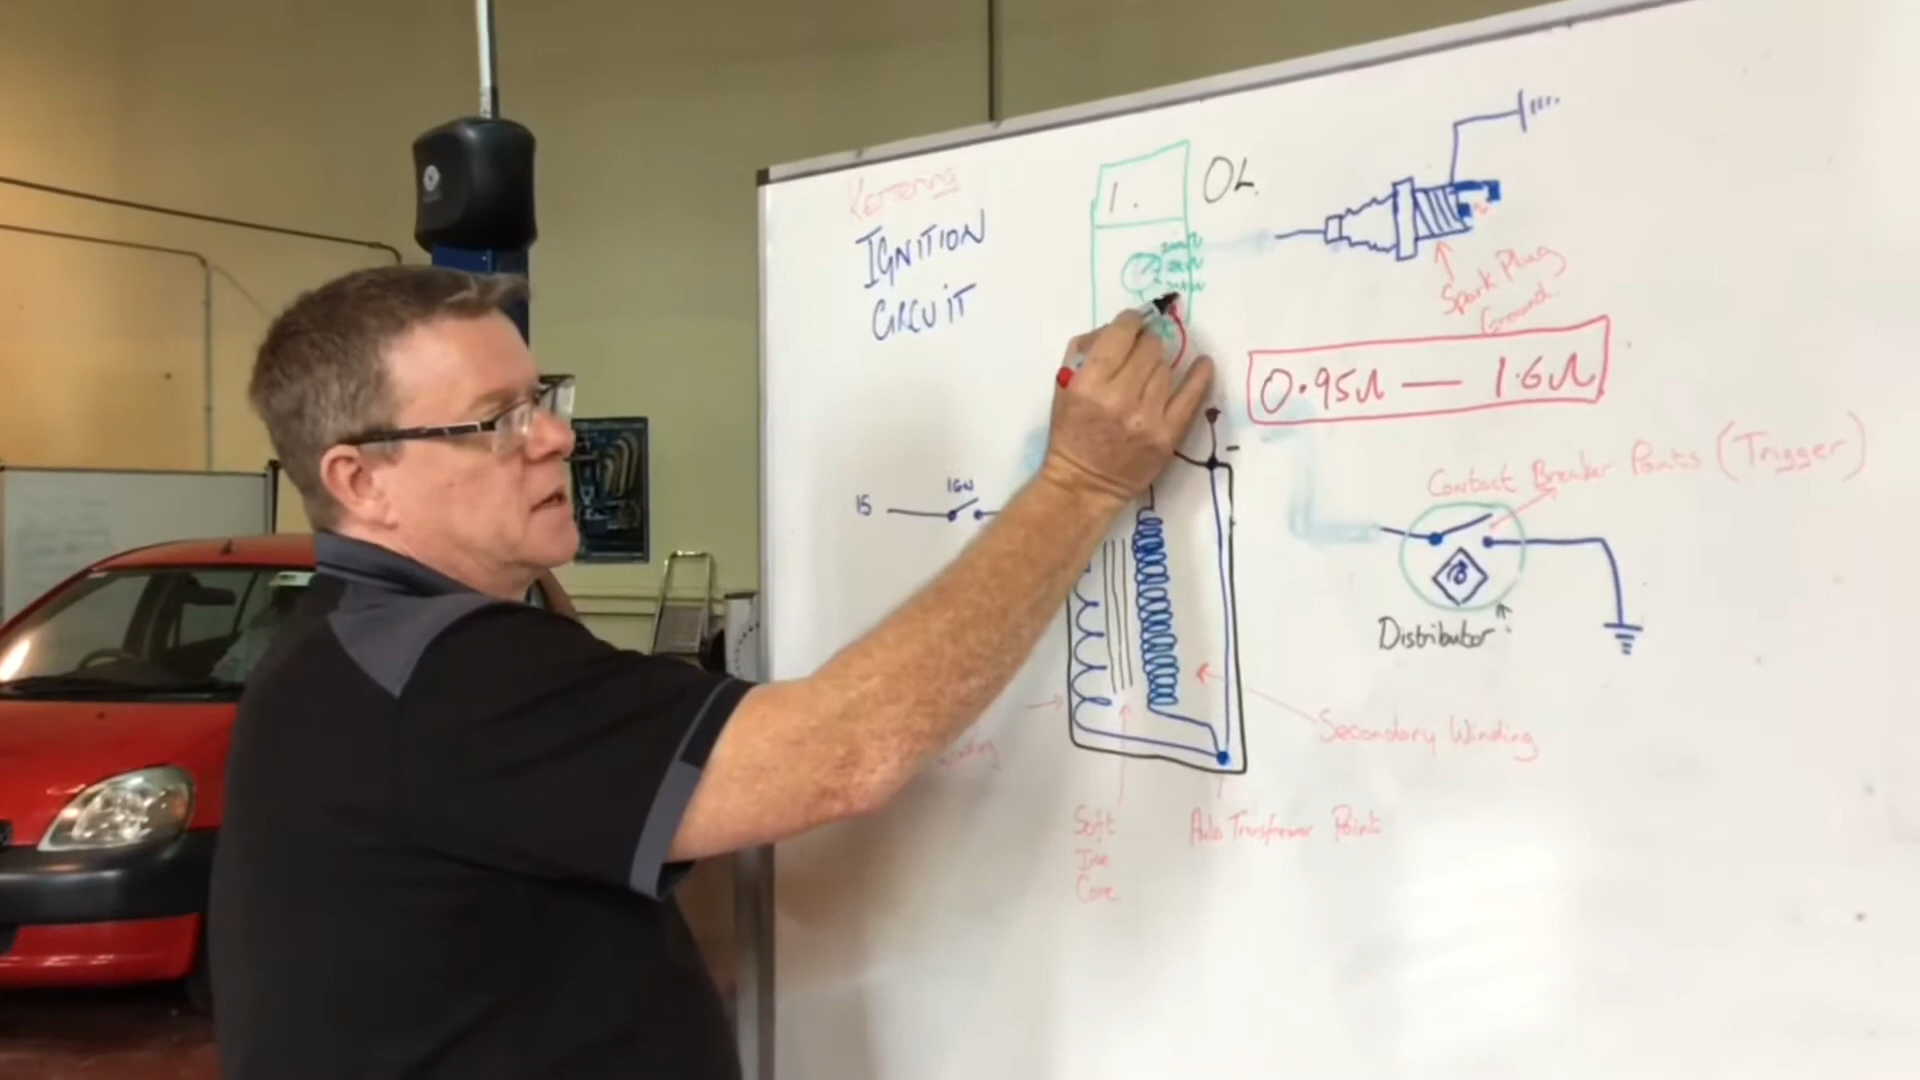 Kettering
IGNITION
CIRCUIT
1.
OL.
Spark Plug
Ground
0.95Ω — 1.6Ω
15
IGN
-
Contact Breaker Points (Trigger)
Distributor
Secondary Winding
Soft
Iron
Core
Auto Transformer Point